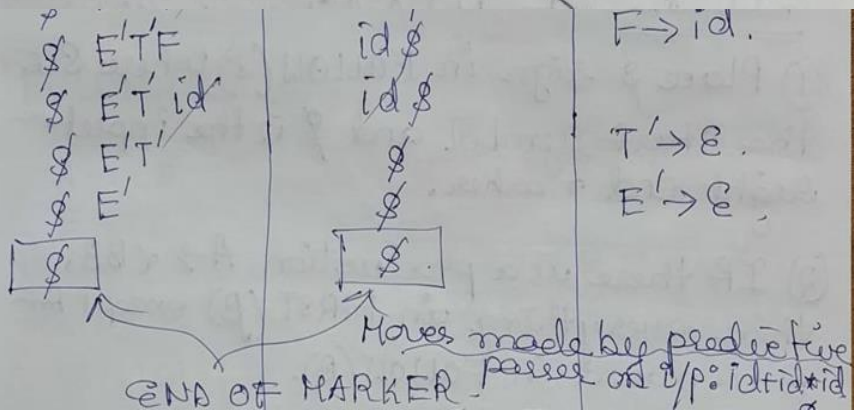 $ E'T'F id $ F → id.
$ E'T'id id $
$ E'T' $ T' → ε.
$ E' $ E' → ε,
$ $.
Moves made by predictive
END OF MARKER. parser on i/p: id+id*id